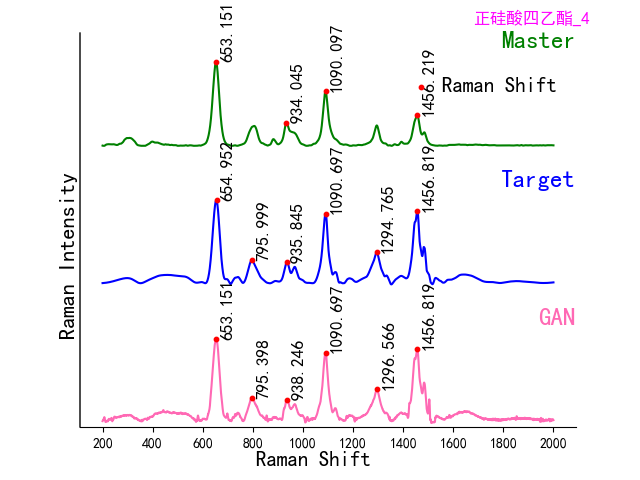 正硅酸四乙酯_4
Master
653.151
934.045
1090.097
1456.219
Raman Shift
Target
654.952
795.999
935.845
1090.697
1294.765
1456.819
GAN
653.151
795.398
938.246
1090.697
1296.566
1456.819
Raman Intensity
200 400 600 800 1000 1200 1400 1600 1800 2000
Raman Shift